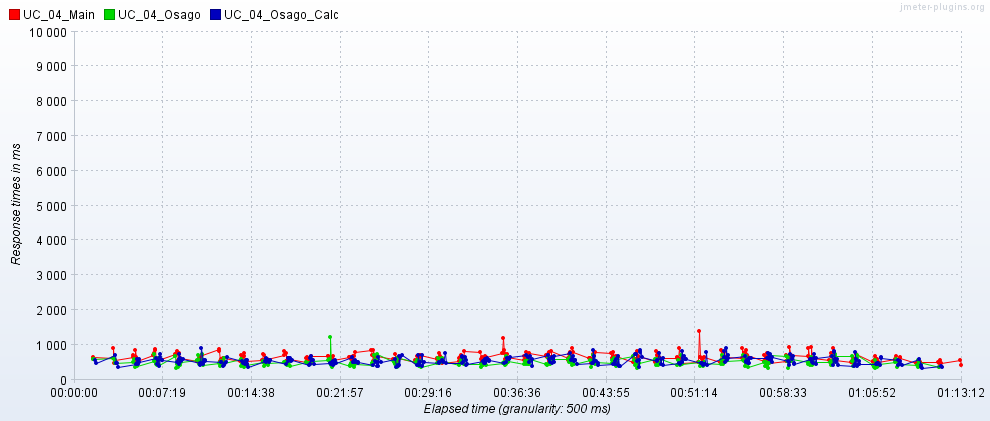 UC_04_Main UC_04_Osago UC_04_Osago_Calc
jmeter-plugins.org
10 000
9 000
8 000
7 000
6 000
5 000
4 000
3 000
2 000
1 000
0
Response times in ms
00:00:00 00:07:19 00:14:38 00:21:57 00:29:16 00:36:36 00:43:55 00:51:14 00:58:33 01:05:52 01:13:12
Elapsed time (granularity: 500 ms)